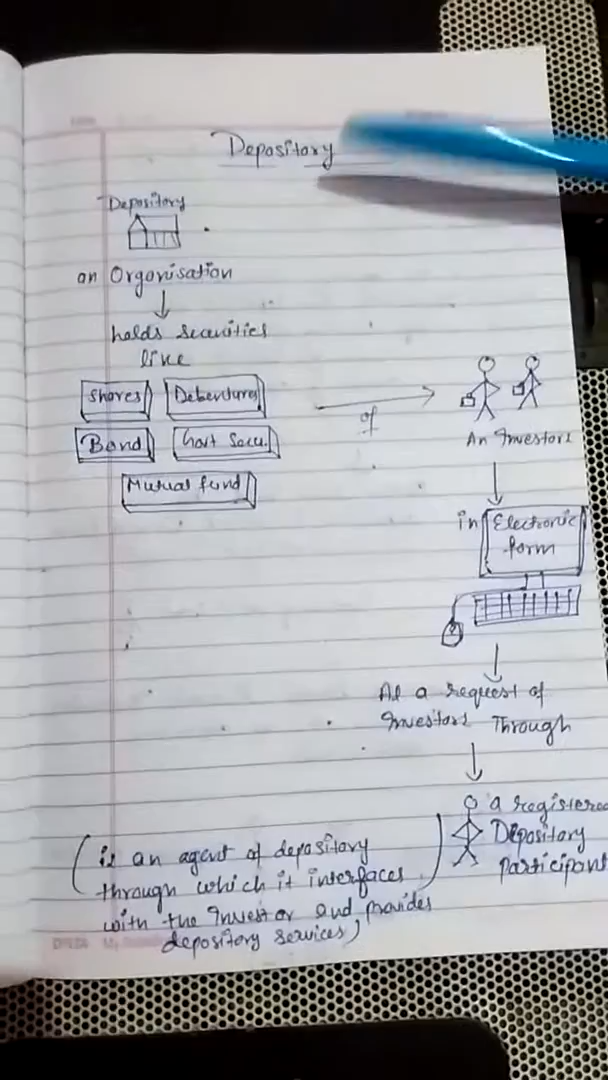 Depository
Depository
an Organisation
holds securities
like
Shares
Debentures
Bond
Govt Secu.
Mutual fund
of
An Investors
in Electronic
form
At a request of
Investors Through
a registered
Depository
participant
(is an agent of depository
through which it interfaces
with the Investor and provides
depository services)